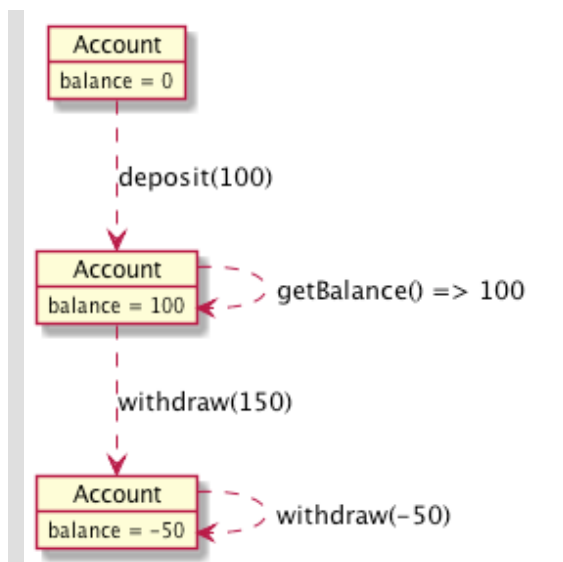 Account
balance = 0
deposit(100)
Account
balance = 100
getBalance() => 100
withdraw(150)
Account
balance = -50
withdraw(-50)